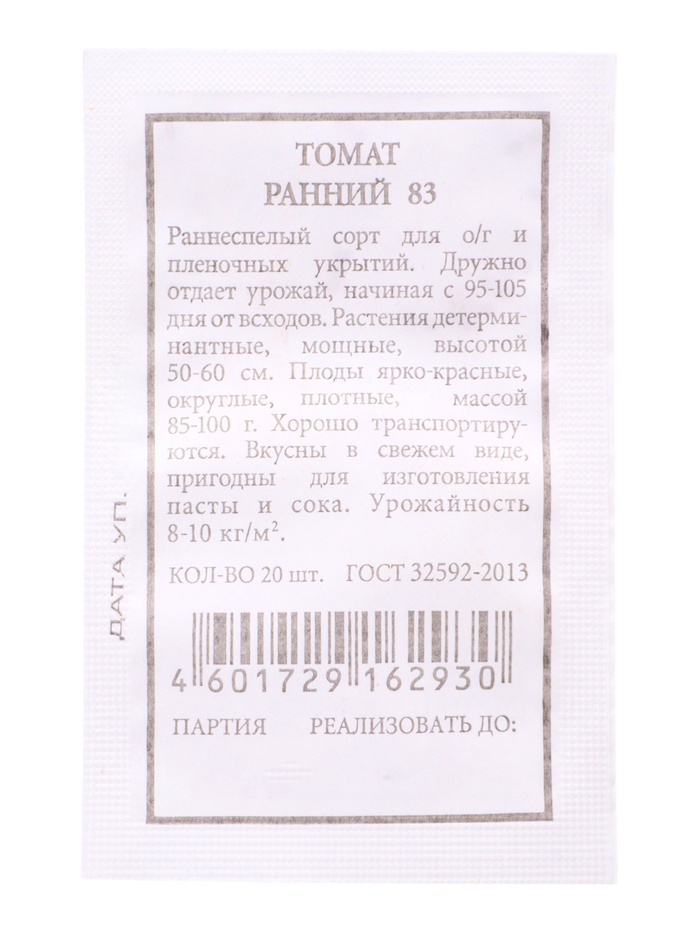 ТОМАТ
РАННИЙ 83
Раннеспелый сорт для о/г и
пленочных укрытий. Дружно
отдает урожай, начиная с 95-105
дня от всходов. Растения детерми-
нантные, мощные, высотой
50-60 см. Плоды ярко-красные,
округлые, плотные, массой
85-100 г. Хорошо транспортиру-
ются. Вкусны в свежем виде,
пригодны для изготовления
пасты и сока. Урожайность
8-10 кг/м².
КОЛ-ВО 20 шт. ГОСТ 32592-2013
4 601729 162930
ПАРТИЯ РЕАЛИЗОВАТЬ ДО:
ДАТА УП.